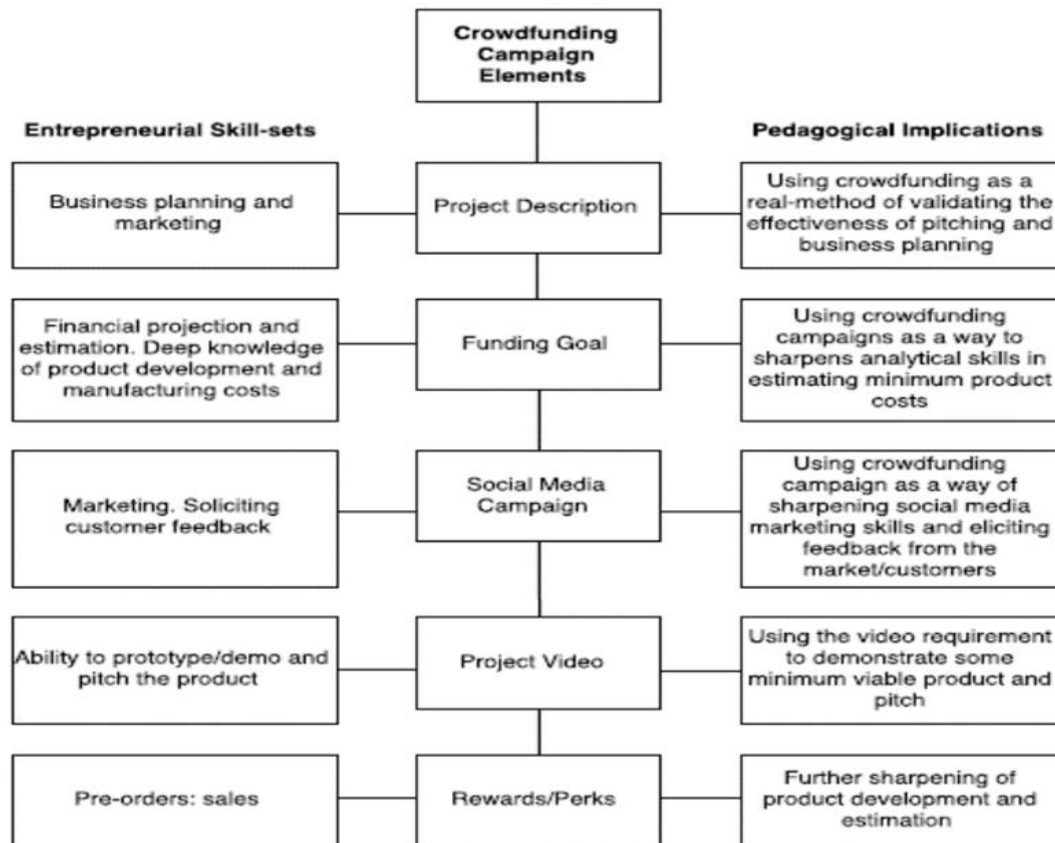 Crowdfunding
Campaign
Elements
Entrepreneurial Skill-sets
Pedagogical Implications
Business planning and
marketing
Project Description
Using crowdfunding as a
real-method of validating the
effectiveness of pitching and
business planning
Financial projection and
estimation. Deep knowledge
of product development and
manufacturing costs
Funding Goal
Using crowdfunding
campaigns as a way to
sharpens analytical skills in
estimating minimum product
costs
Marketing. Soliciting
customer feedback
Social Media
Campaign
Using crowdfunding
campaign as a way of
sharpening social media
marketing skills and eliciting
feedback from the
market/customers
Ability to prototype/demo and
pitch the product
Project Video
Using the video requirement
to demonstrate some
minimum viable product and
pitch
Pre-orders: sales
Rewards/Perks
Further sharpening of
product development and
estimation